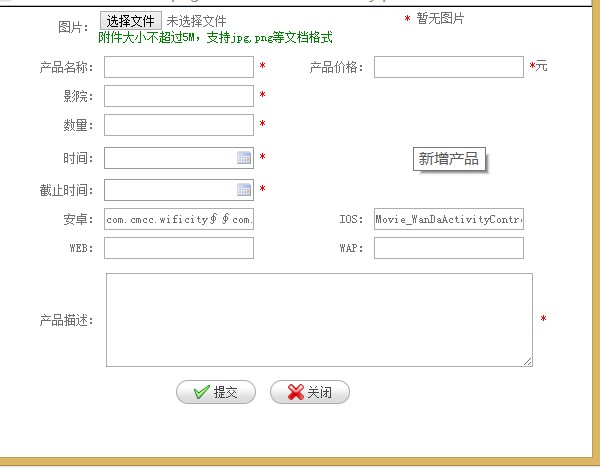 图片： 选择文件 未选择文件 * 暂无图片
附件大小不超过5M，支持jpg,png等文档格式
产品名称： * 产品价格： *元
影院： *
数量： *
时间： * 新增产品
截止时间： *
安卓： com.cmcc.wificity∮∮com. IOS： Movie_WanDaActivityContr
WEB： WAP：
产品描述： *
提交 关闭